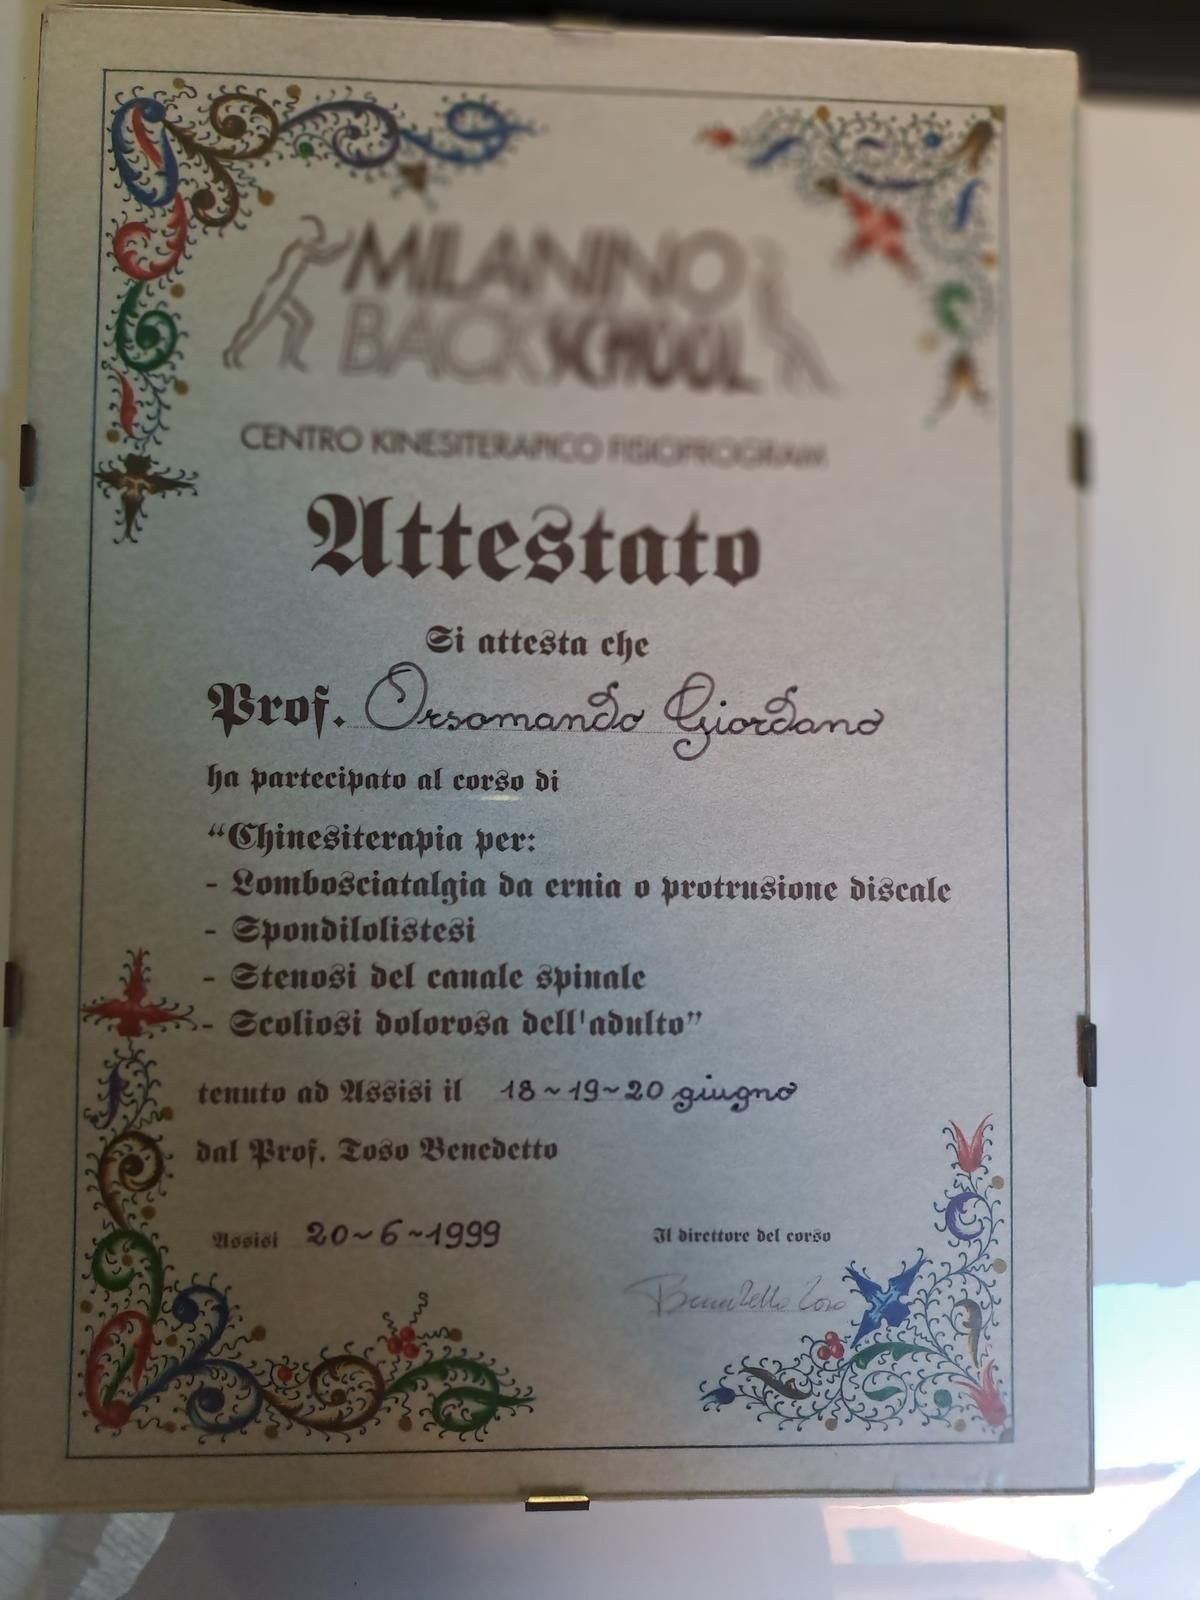 MILANINO
BACKSCHOOL
CENTRO KINESITERAPICO FISIOPROGRAM
Attestato
Si attesta che
Prof. Orsomando Giordano
ha partecipato al corso di
“Chinesiterapia per:
- Lombosciatalgia da ernia o protrusione discale
- Spondilolistesi
- Stenosi del canale spinale
- Scoliosi dolorosa dell'adulto”
tenuto ad Assisi il 18~19~20 giugno
dal Prof. Toso Benedetto
Assisi 20~6~1999
Il direttore del corso
Benedetto Toso